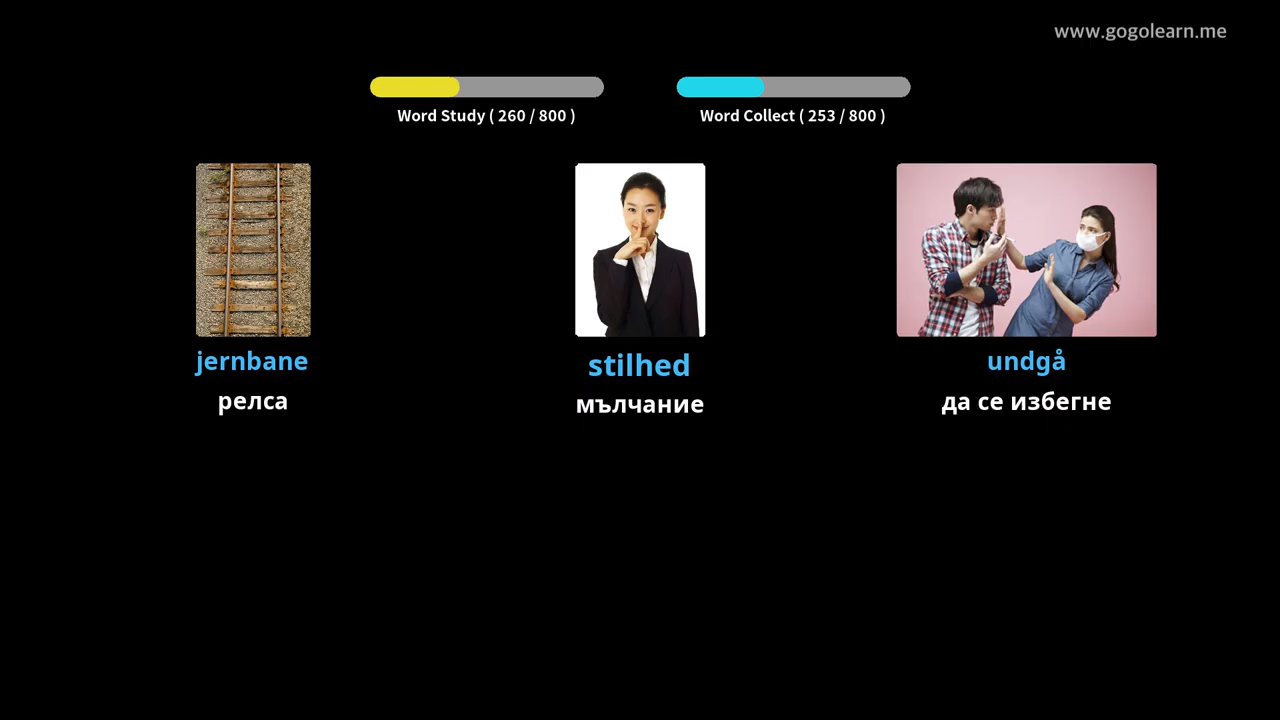 www.gogolearn.me
Word Study ( 260 / 800 )
Word Collect ( 253 / 800 )
jernbane
релса
stilhed
мълчание
undgå
да се избегне